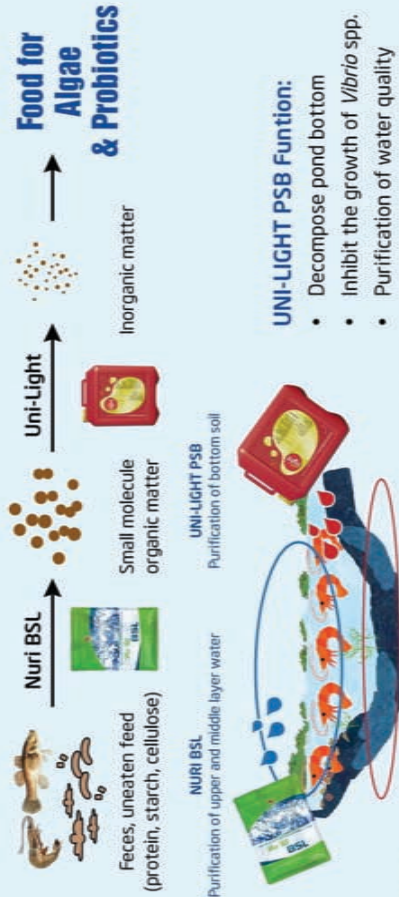 Nuri BSL
Uni-Light
Food for
Algae
& Probiotics
Feces, uneaten feed
(protein, starch, cellulose)
Small molecule
organic matter
Inorganic matter
BSL
NURI BSL
Purification of upper and middle layer water
UNI-LIGHT PSB
Purification of bottom soil
BSL
UNI-LIGHT PSB Funtion:
• Decompose pond bottom
• Inhibit the growth of Vibrio spp.
• Purification of water quality